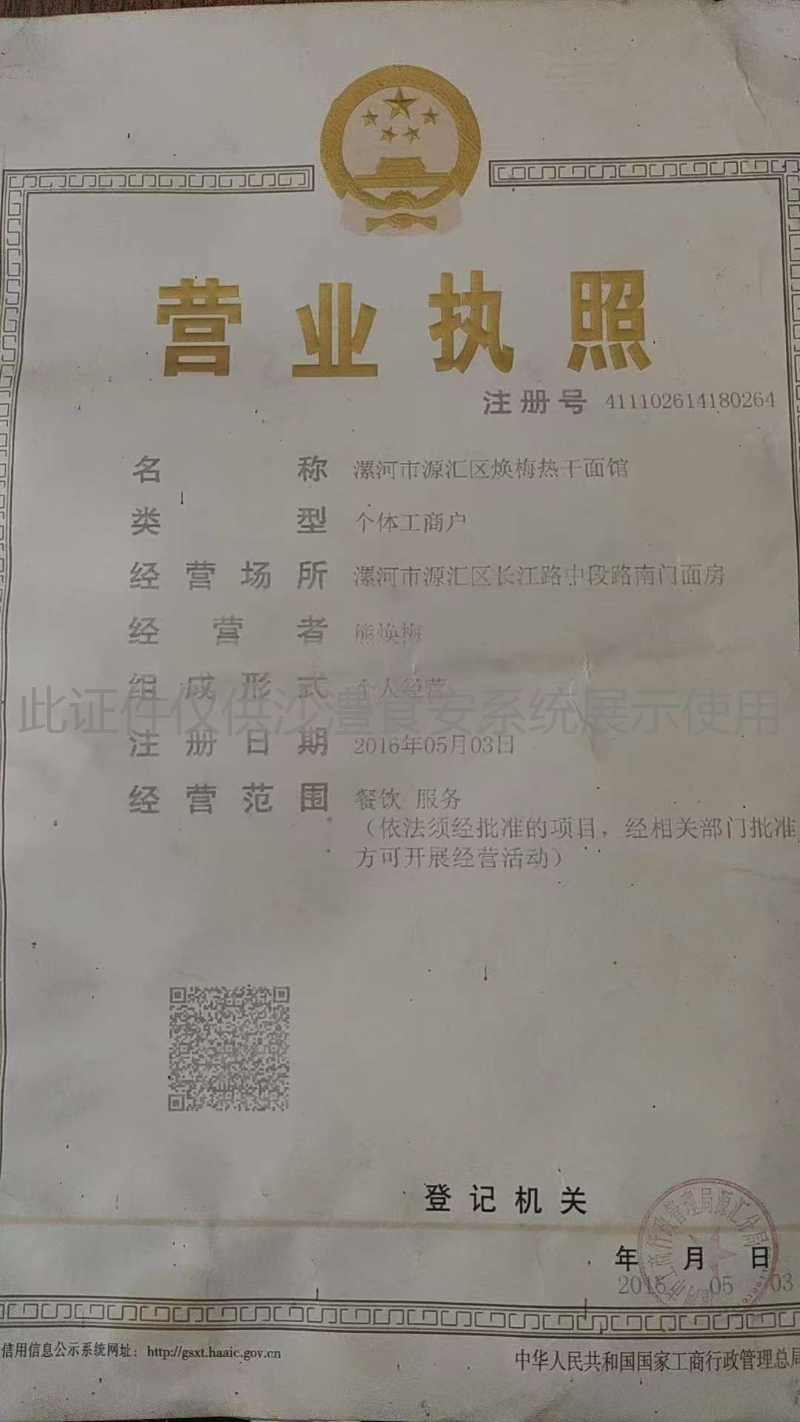 营业执照
注册号 411102614180264
名称 漯河市源汇区焕梅热干面馆
类型 个体工商户
经营场所 漯河市源汇区长江路中段路南门面房
经营者 熊焕梅
组成形式 个人经营
此证件仅供沙澧食安系统展示使用
注册日期 2016年05月03日
经营范围 餐饮 服务
（依法须经批准的项目，经相关部门批准
方可开展经营活动）
登记机关
年 月 日
2016 05 03
信用信息公示系统网址：http://gsxt.haaic.gov.cn
中华人民共和国国家工商行政管理总局